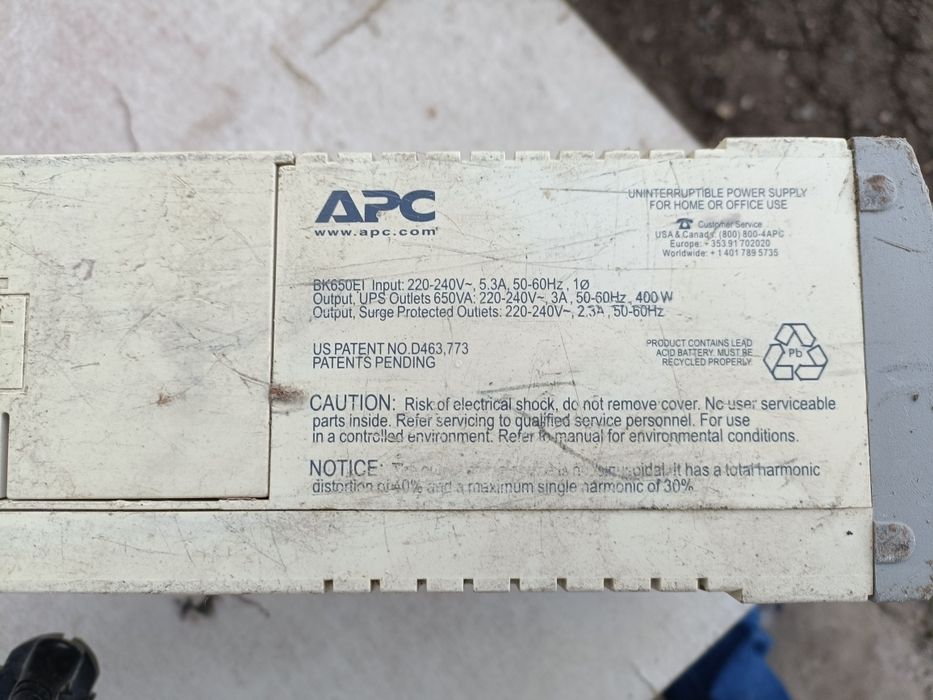 APC
www.apc.com
UNINTERRUPTIBLE POWER SUPPLY
FOR HOME OR OFFICE USE
Customer Service
USA & Canada: (800) 800-4APC
Europe: +353 91 702020
Worldwide: +1 401 789 5735
BK650EI Input: 220-240V~, 5.3A, 50-60Hz, 1Ø
Output, UPS Outlets 650VA: 220-240V~, 3A, 50-60Hz, 400W
Output, Surge Protected Outlets: 220-240V~, 2.3A, 50-60Hz
US PATENT NO.D463,773
PATENTS PENDING
PRODUCT CONTAINS LEAD
ACID BATTERY. MUST BE
RECYCLED PROPERLY.
Pb
CAUTION: Risk of electrical shock, do not remove cover. No user serviceable
parts inside. Refer servicing to qualified service personnel. For use
in a controlled environment. Refer to manual for environmental conditions.
NOTICE: It has a total harmonic
distortion of 40% and a maximum single harmonic of 30%.